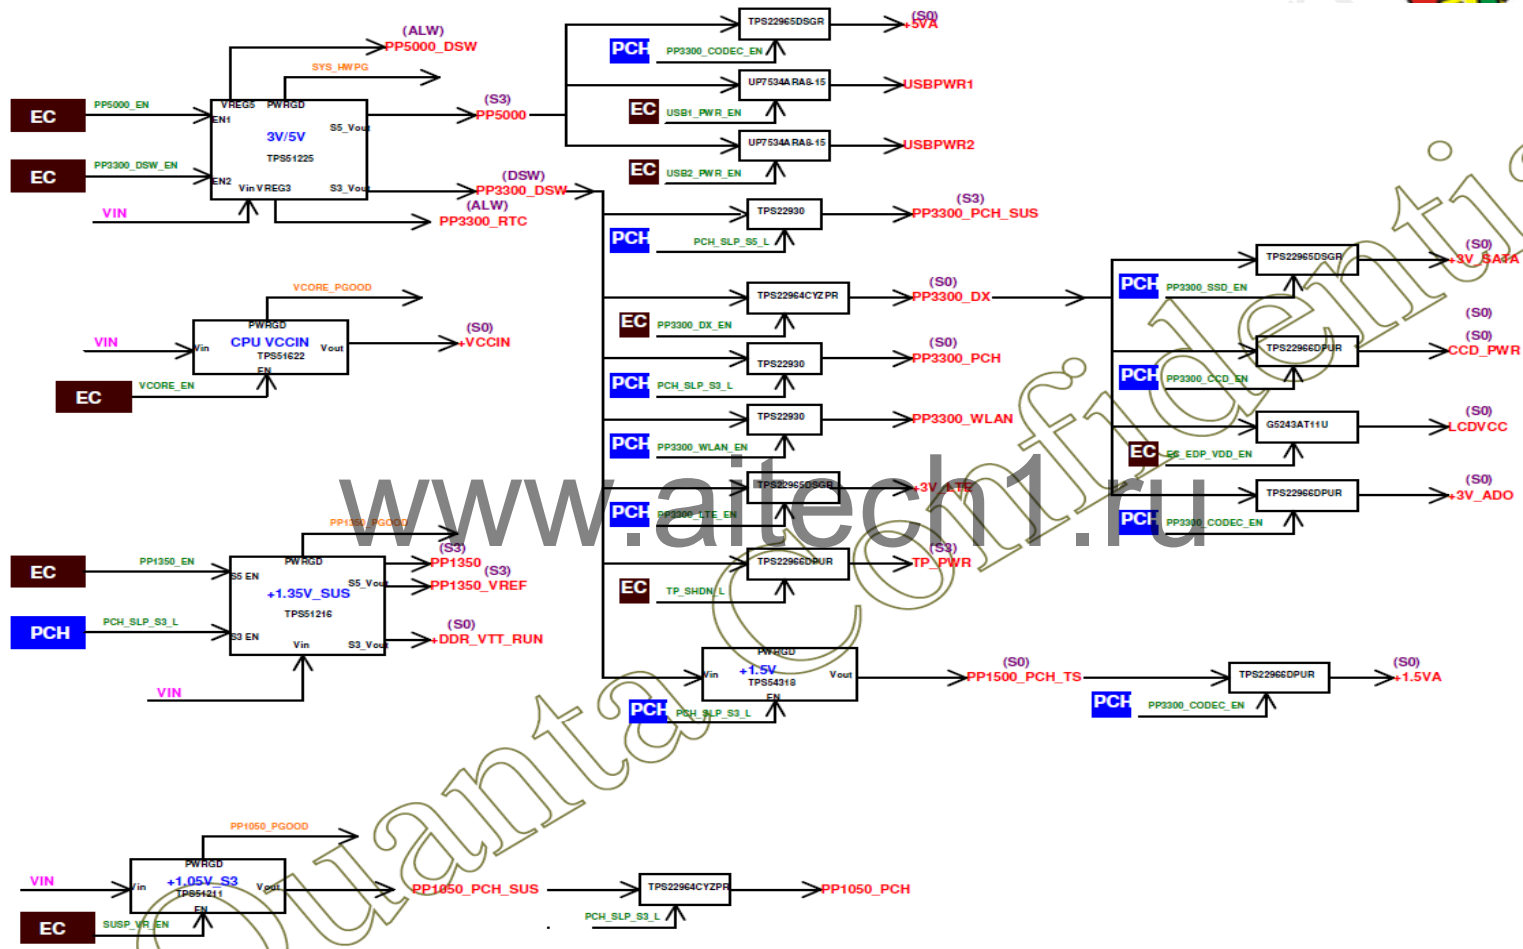 (ALW)
PP5000_DSW
SYS_HWPG
EC
PP5000_EN
VREG5
PWRGD
EN1
3V/5V
TPS51225
S5_Vout
(S3)
PP5000
EC
PP3300_DSW_EN
EN2
Vin
VREG3
S3_Vout
(DSW)
PP3300_DSW
VIN
(ALW)
PP3300_RTC
TPS22965DSGR
(S0)
+5VA
PCH
PP3300_CODEC_EN
UP7534ARA8-15
USBPWR1
EC
USB1_PWR_EN
UP7534ARA8-15
USBPWR2
EC
USB2_PWR_EN
TPS22930
(S3)
PP3300_PCH_SUS
PCH
PCH_SLP_S5_L
TPS22964CYZPR
(S0)
PP3300_DX
EC
PP3300_DX_EN
TPS22930
(S0)
PP3300_PCH
PCH
PCH_SLP_S3_L
TPS22930
PP3300_WLAN
PCH
PP3300_WLAN_EN
TPS22965DSGR
+3V_LTE
PCH
PP3300_LTE_EN
TPS22966DPUR
(S3)
TP_PWR
EC
TP_SHDN_L
TPS22965DSGR
(S0)
+3V_SATA
PCH
PP3300_SSD_EN
(S0)
(S0)
TPS22966DPUR
CCD_PWR
PCH
PP3300_CCD_EN
G5243AT11U
(S0)
LCDVCC
EC
EC_EDP_VDD_EN
TPS22966DPUR
(S0)
+3V_ADO
PCH
PP3300_CODEC_EN
VCORE_PGOOD
VIN
PWRGD
Vin
CPU VCCIN
TPS51622
Vout
EN
(S0)
+VCCIN
EC
VCORE_EN
www.aitech1.ru
PP1350_PGOOD
EC
PP1350_EN
PWRGD
S5 EN
+1.35V_SUS
TPS51216
S5_Vout
(S3)
PP1350
(S3)
PP1350_VREF
PCH
PCH_SLP_S3_L
S3 EN
Vin
S3_Vout
(S0)
+DDR_VTT_RUN
VIN
PWRGD
Vin
+1.5V
TPS54318
Vout
EN
PCH
PCH_SLP_S3_L
(S0)
PP1500_PCH_TS
TPS22966DPUR
(S0)
+1.5VA
PCH
PP3300_CODEC_EN
PP1050_PGOOD
VIN
PWRGD
Vin
+1.05V_S3
TPS51211
Vout
EN
EC
SUSP_VR_EN
PP1050_PCH_SUS
TPS22964CYZPR
PP1050_PCH
PCH_SLP_S3_L
Quanta Confidential